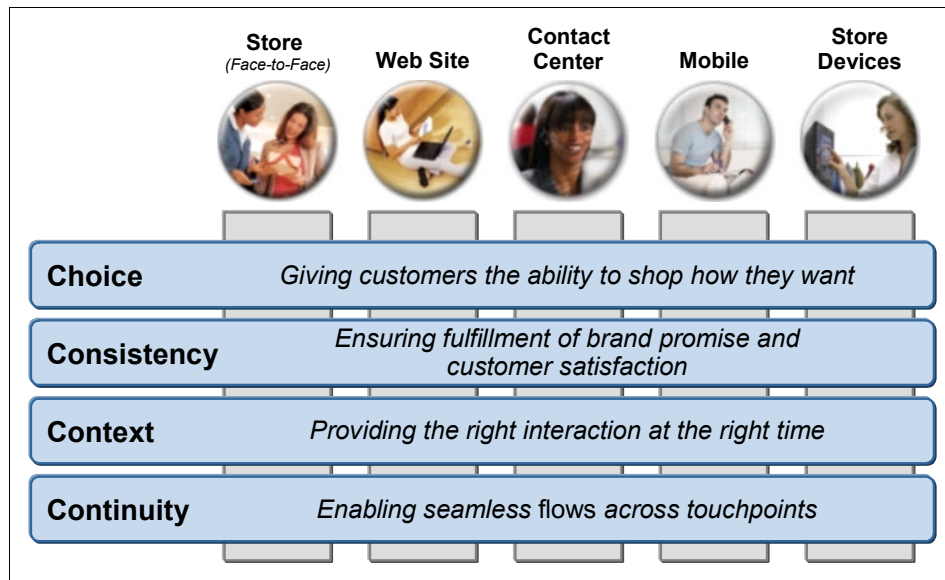 Store
(Face-to-Face)
Web Site
Contact
Center
Mobile
Store
Devices
Choice
Giving customers the ability to shop how they want
Consistency
Ensuring fulfillment of brand promise and
customer satisfaction
Context
Providing the right interaction at the right time
Continuity
Enabling seamless flows across touchpoints